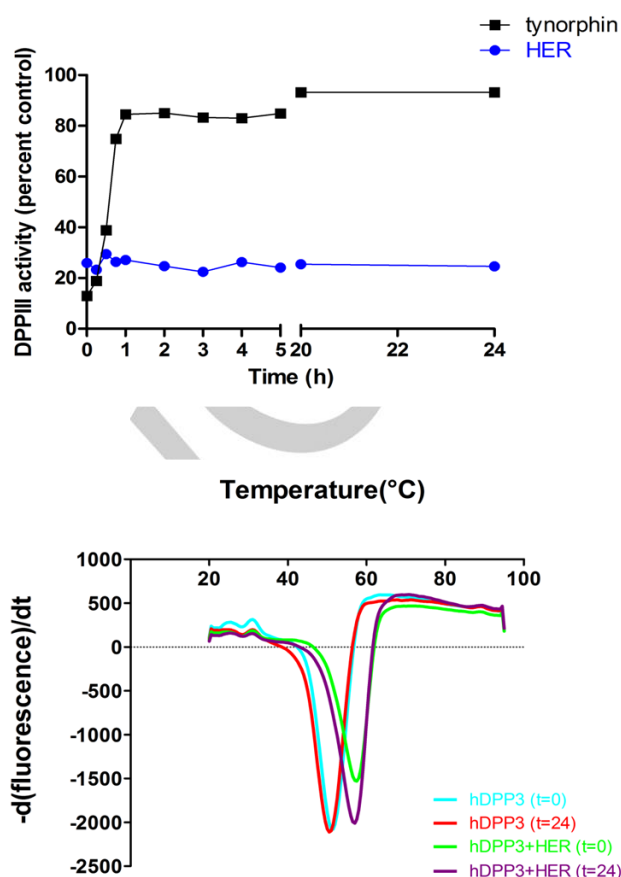 tynorphin
HER
DPPIII activity (percent control)
100
80
60
40
20
0
0 1 2 3 4 5 20 22 24
Time (h)
Temperature(°C)
20 40 60 80 100
-d(fluorescence)/dt
1000
500
0
-500
-1000
-1500
-2000
-2500
hDPP3 (t=0)
hDPP3 (t=24)
hDPP3+HER (t=0)
hDPP3+HER (t=24)